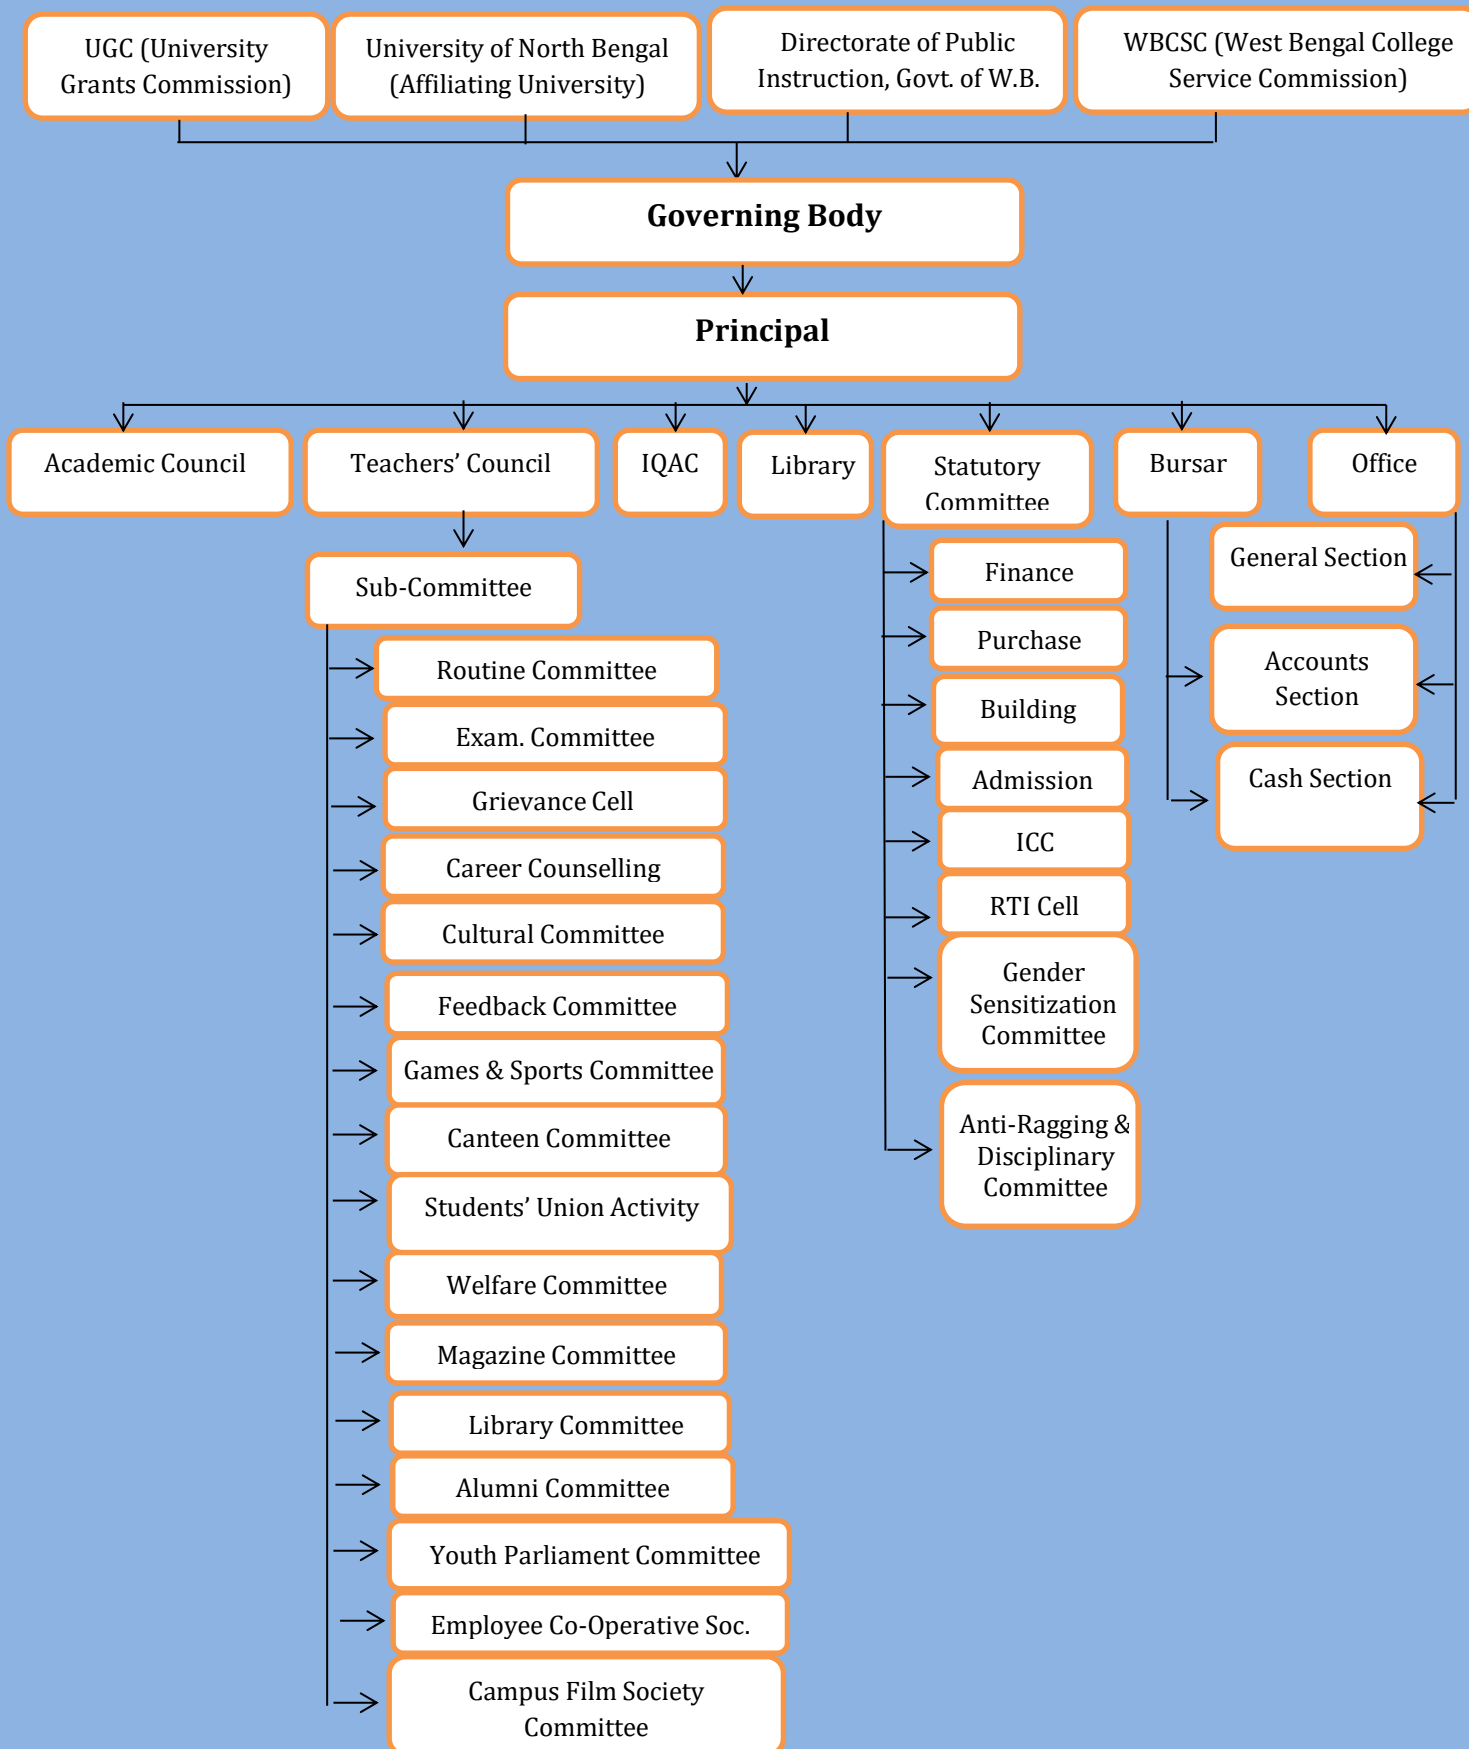 UGC (University
Grants Commission)
University of North Bengal
(Affiliating University)
Directorate of Public
Instruction, Govt. of W.B.
WBCSC (West Bengal College
Service Commission)
Governing Body
Principal
Academic Council
Teachers’ Council
IQAC
Library
Statutory
Committee
Bursar
Office
Sub-Committee
Routine Committee
Exam. Committee
Grievance Cell
Career Counselling
Cultural Committee
Feedback Committee
Games & Sports Committee
Canteen Committee
Students’ Union Activity
Welfare Committee
Magazine Committee
Library Committee
Alumni Committee
Youth Parliament Committee
Employee Co-Operative Soc.
Campus Film Society
Committee
Finance
Purchase
Building
Admission
ICC
RTI Cell
Gender
Sensitization
Committee
Anti-Ragging &
Disciplinary
Committee
General Section
Accounts
Section
Cash Section